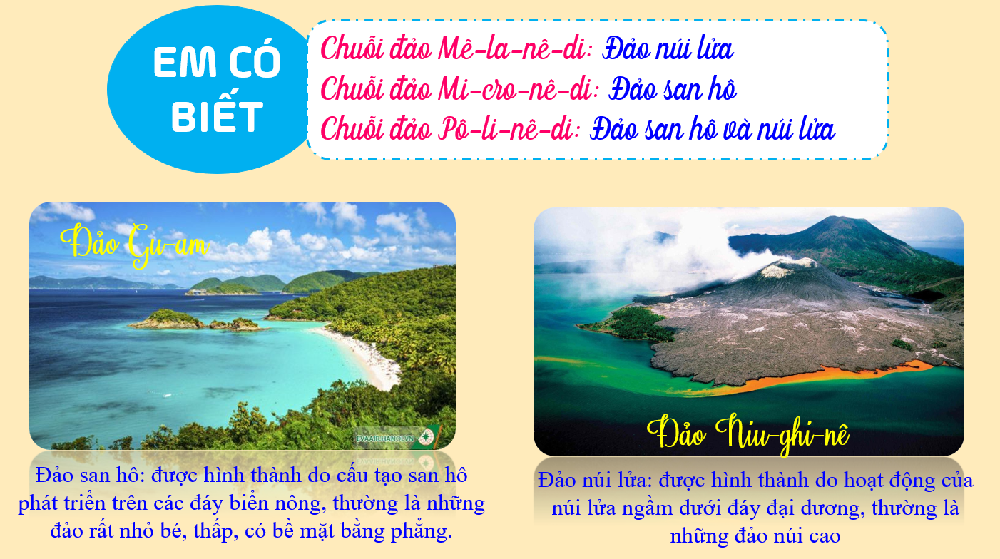 EM CÓ
BIẾT
Chuỗi đảo Mê-la-nê-di: Đảo núi lửa
Chuỗi đảo Mi-cro-nê-di: Đảo san hô
Chuỗi đảo Pô-li-nê-di: Đảo san hô và núi lửa
Đảo Gu-am
EVAAIR.HANOI.VN
Đảo san hô: được hình thành do cấu tạo san hô
phát triển trên các đáy biển nông, thường là những
đảo rất nhỏ bé, thấp, có bề mặt bằng phẳng.
Đảo Niu-ghi-nê
Đảo núi lửa: được hình thành do hoạt động của
núi lửa ngầm dưới đáy đại dương, thường là
những đảo núi cao